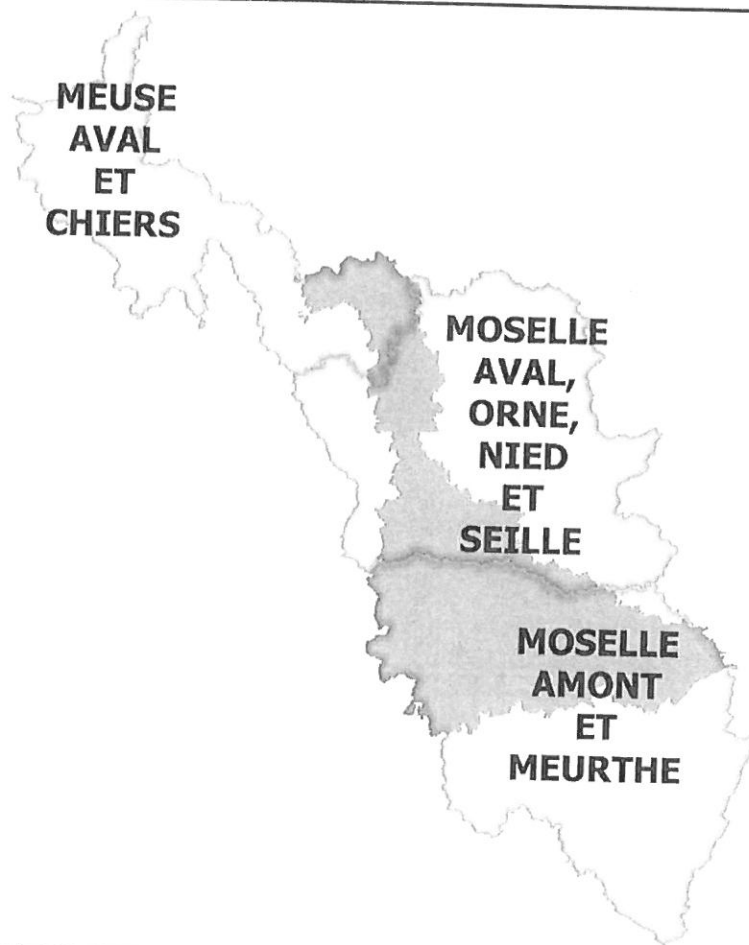 MEUSE
AVAL
ET
CHIERS
MOSELLE
AVAL,
ORNE,
NIED
ET
SEILLE
MOSELLE
AMONT
ET
MEURTHE